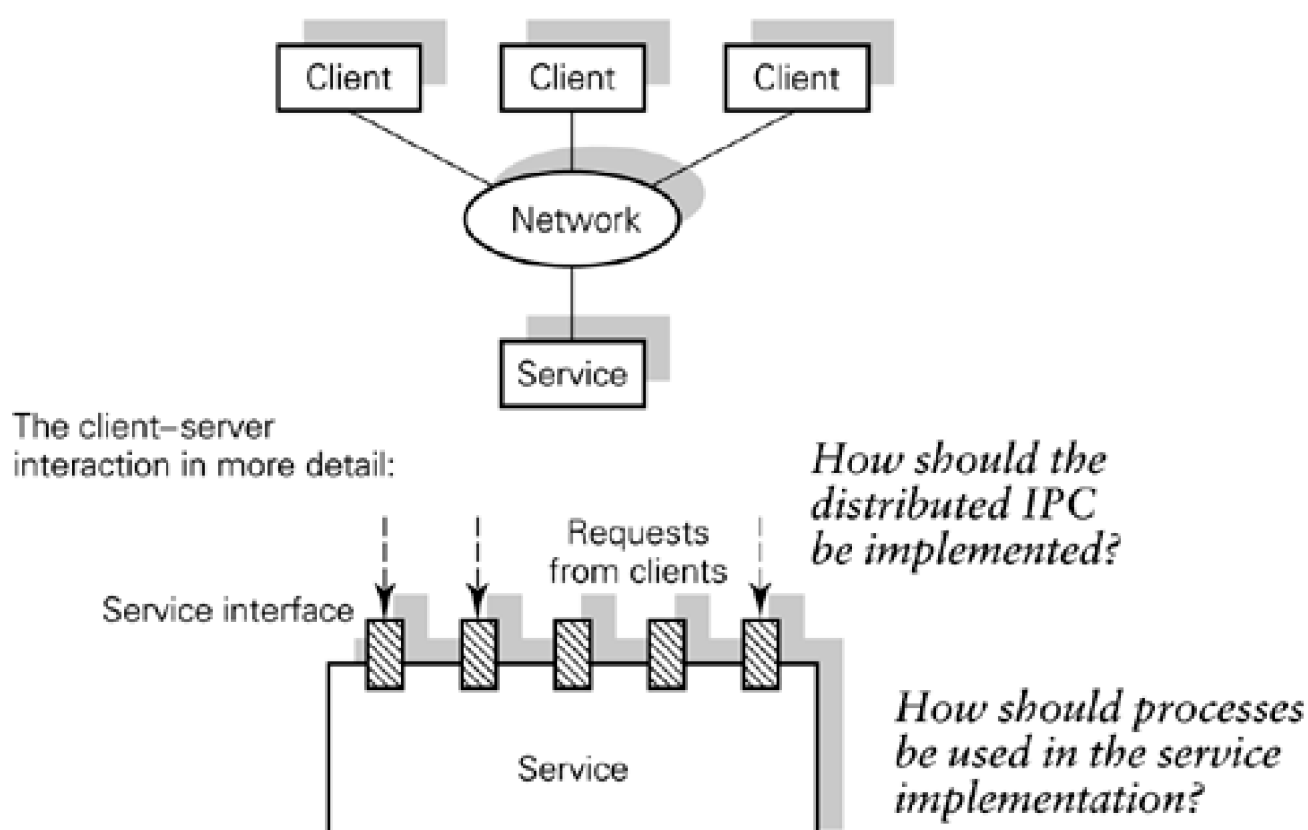 Client
Client
Client
Network
Service
The client–server
interaction in more detail:
How should the
distributed IPC
be implemented?
Requests
from clients
Service interface
How should processes
be used in the service
implementation?
Service